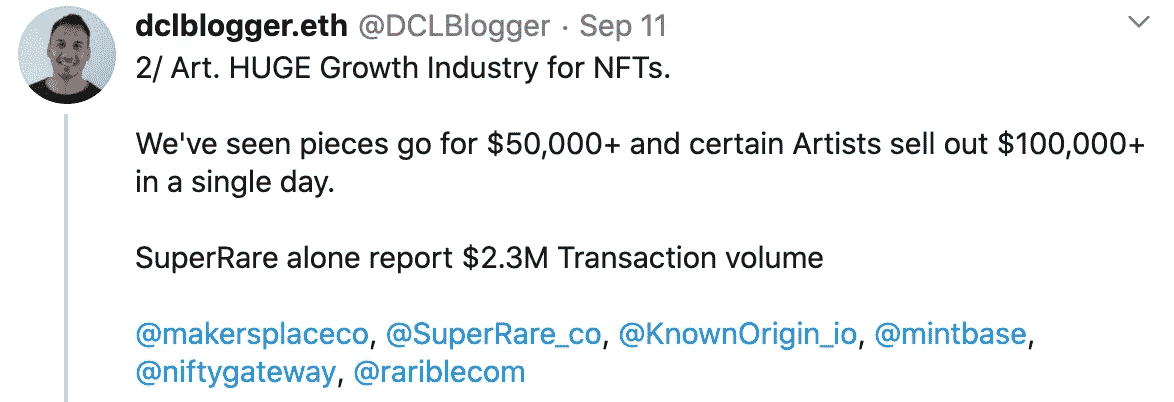 dclblogger.eth @DCLBlogger · Sep 11
2/ Art. HUGE Growth Industry for NFTs.
We've seen pieces go for $50,000+ and certain Artists sell out $100,000+
in a single day.
SuperRare alone report $2.3M Transaction volume
@makersplaceco, @SuperRare_co, @KnownOrigin_io, @mintbase,
@niftygateway, @rariblecom